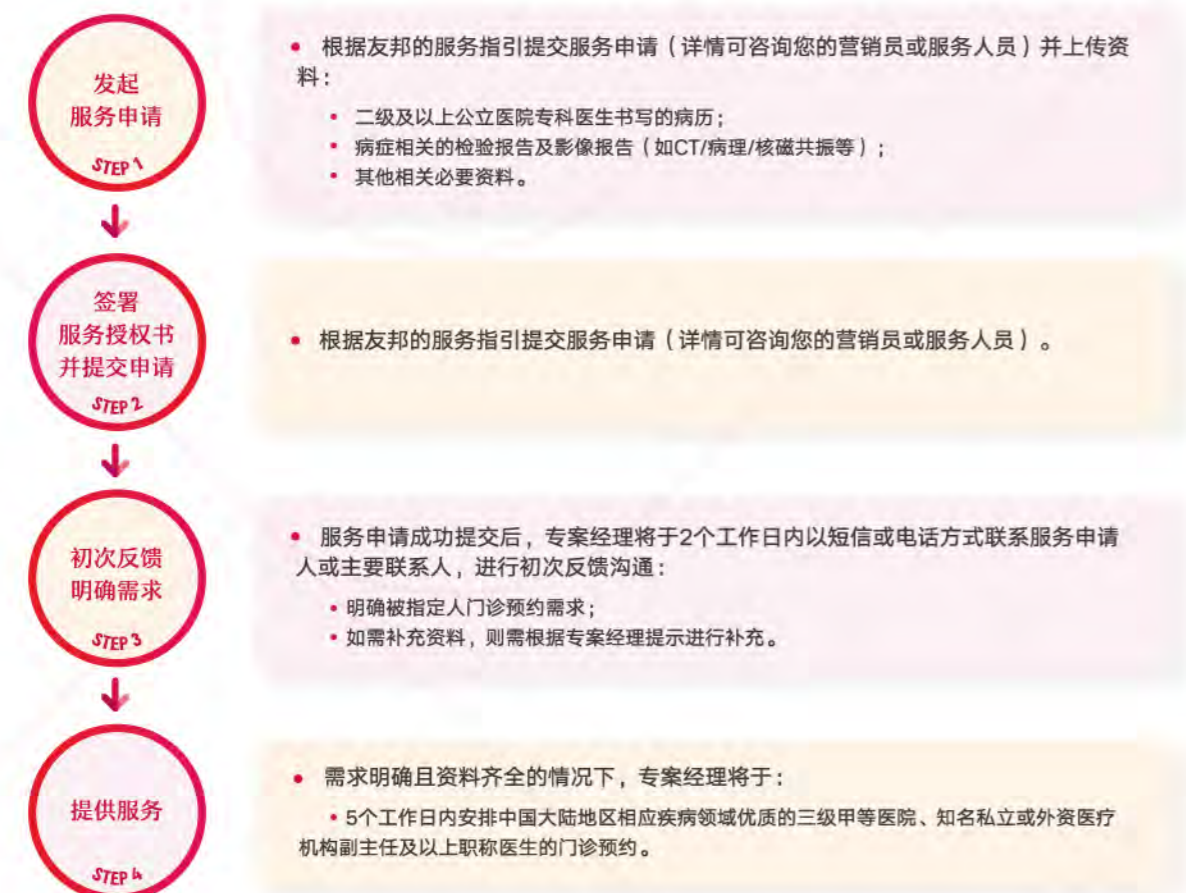 发起
服务申请
STEP 1
• 根据友邦的服务指引提交服务申请（详情可咨询您的营销员或服务人员）并上传资
料：
• 二级及以上公立医院专科医生书写的病历；
• 病症相关的检验报告及影像报告（如CT/病理/核磁共振等）；
• 其他相关必要资料。
签署
服务授权书
并提交申请
STEP 2
• 根据友邦的服务指引提交服务申请（详情可咨询您的营销员或服务人员）。
初次反馈
明确需求
STEP 3
• 服务申请成功提交后，专案经理将于2个工作日内以短信或电话方式联系服务申请
人或主要联系人，进行初次反馈沟通：
• 明确被指定人门诊预约需求；
• 如需补充资料，则需根据专案经理提示进行补充。
提供服务
STEP 4
• 需求明确且资料齐全的情况下，专案经理将于：
• 5个工作日内安排中国大陆地区相应疾病领域优质的三级甲等医院、知名私立或外资医疗
机构副主任及以上职称医生的门诊预约。